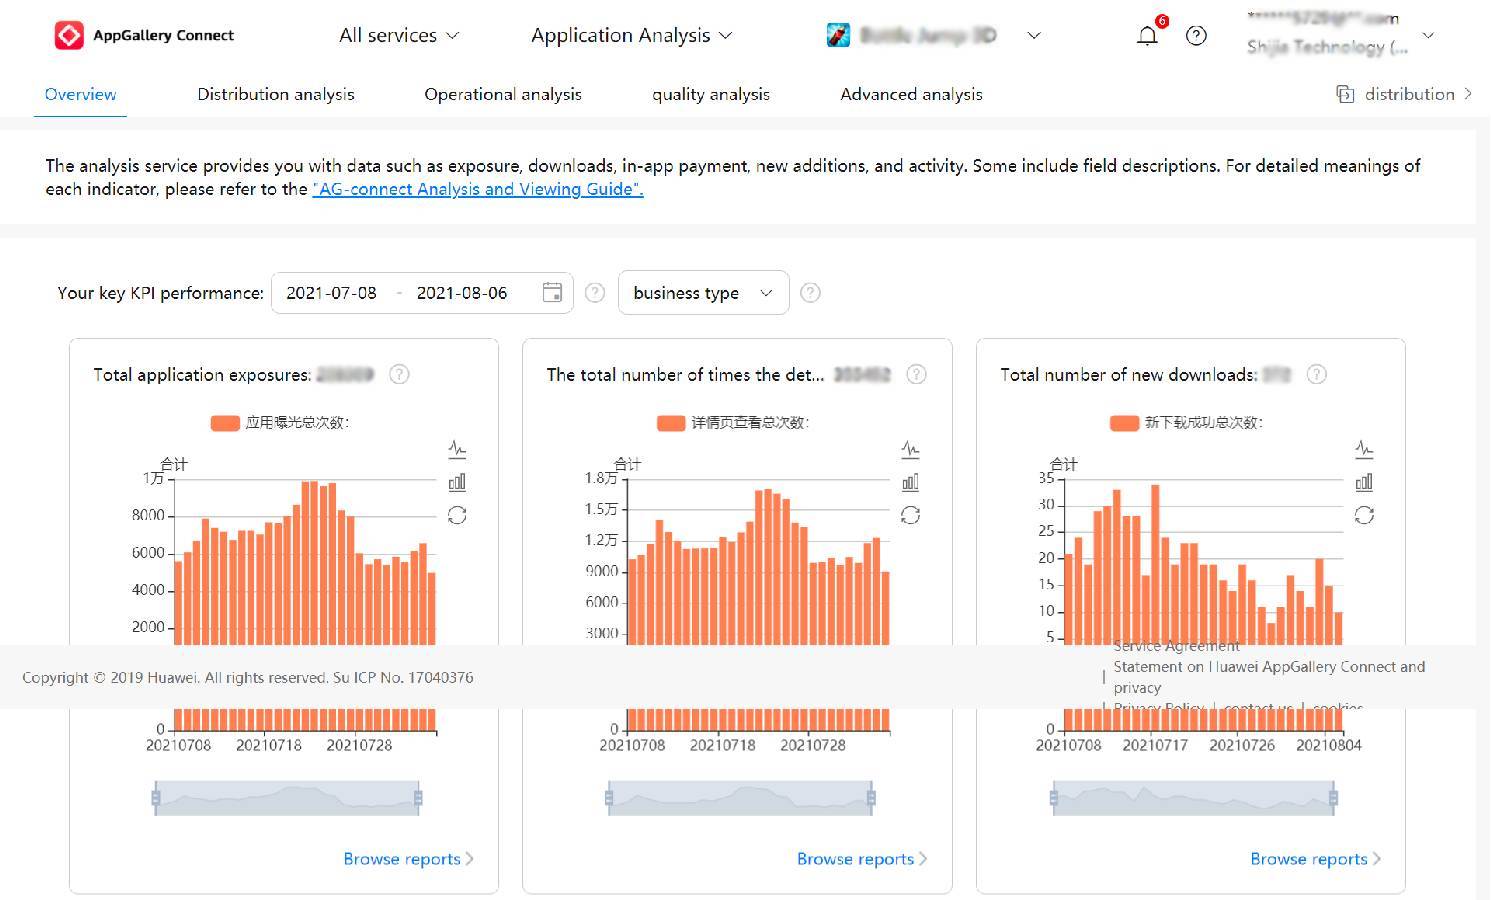 AppGallery Connect
All services
Application Analysis
6
Overview
Distribution analysis
Operational analysis
quality analysis
Advanced analysis
distribution
The analysis service provides you with data such as exposure, downloads, in-app payment, new additions, and activity. Some include field descriptions. For detailed meanings of
each indicator, please refer to the "AG-connect Analysis and Viewing Guide".
Your key KPI performance:
2021-07-08 - 2021-08-06
business type
Total application exposures:
应用曝光总次数:
合计
1万
8000
6000
4000
2000
0
20210708 20210718 20210728
Browse reports
The total number of times the det...
详情页查看总次数:
合计
1.8万
1.5万
1.2万
9000
6000
3000
0
20210708 20210718 20210728
Browse reports
Total number of new downloads:
新下载成功总次数:
合计
35
30
25
20
15
10
5
0
20210708 20210717 20210726 20210804
Browse reports
Copyright © 2019 Huawei. All rights reserved. Su ICP No. 17040376
Service Agreement
| Statement on Huawei AppGallery Connect and
privacy
| Privacy Policy | contact us | cookies